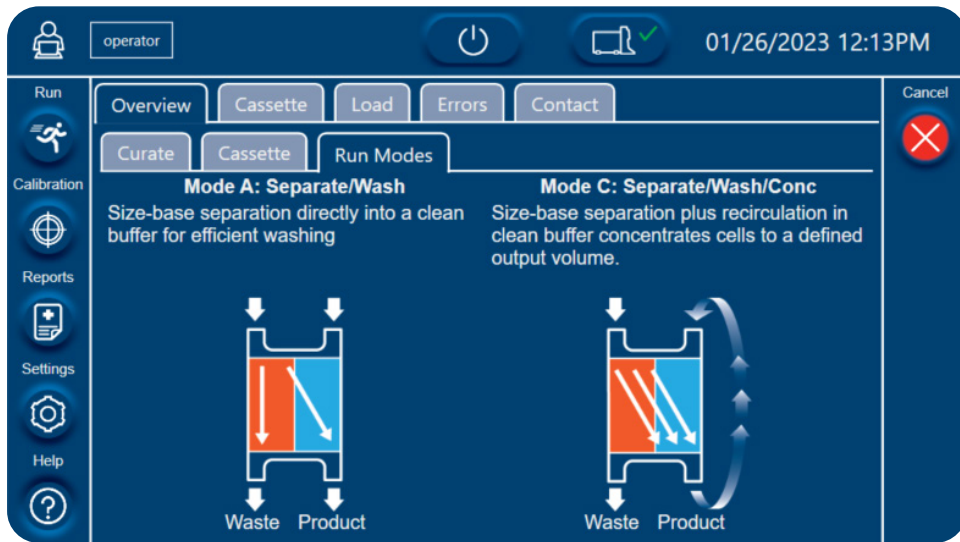 operator
01/26/2023 12:13PM
Run
Calibration
Reports
Settings
Help
Overview Cassette Load Errors Contact
Curate Cassette Run Modes
Mode A: Separate/Wash
Size-base separation directly into a clean
buffer for efficient washing
Waste Product
Mode C: Separate/Wash/Conc
Size-base separation plus recirculation in
clean buffer concentrates cells to a defined
output volume.
Waste Product
Cancel